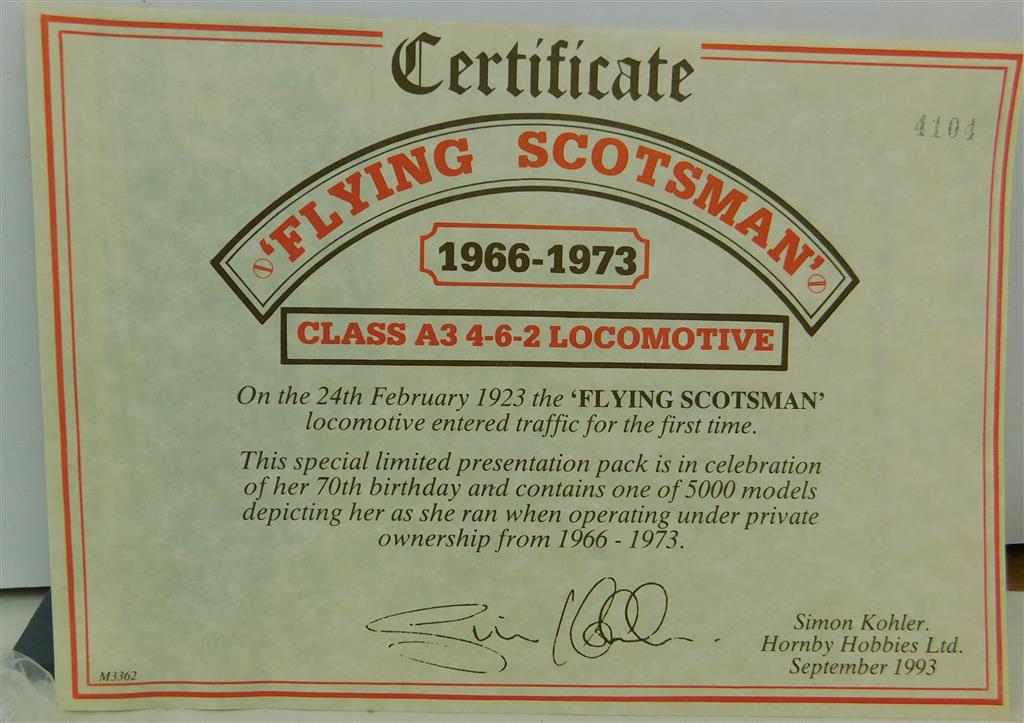 Certificate
4104
'FLYING SCOTSMAN'
1966-1973
CLASS A3 4-6-2 LOCOMOTIVE
On the 24th February 1923 the 'FLYING SCOTSMAN'
locomotive entered traffic for the first time.
This special limited presentation pack is in celebration
of her 70th birthday and contains one of 5000 models
depicting her as she ran when operating under private
ownership from 1966 - 1973.
Simon Kohler.
Hornby Hobbies Ltd.
September 1993
M3362